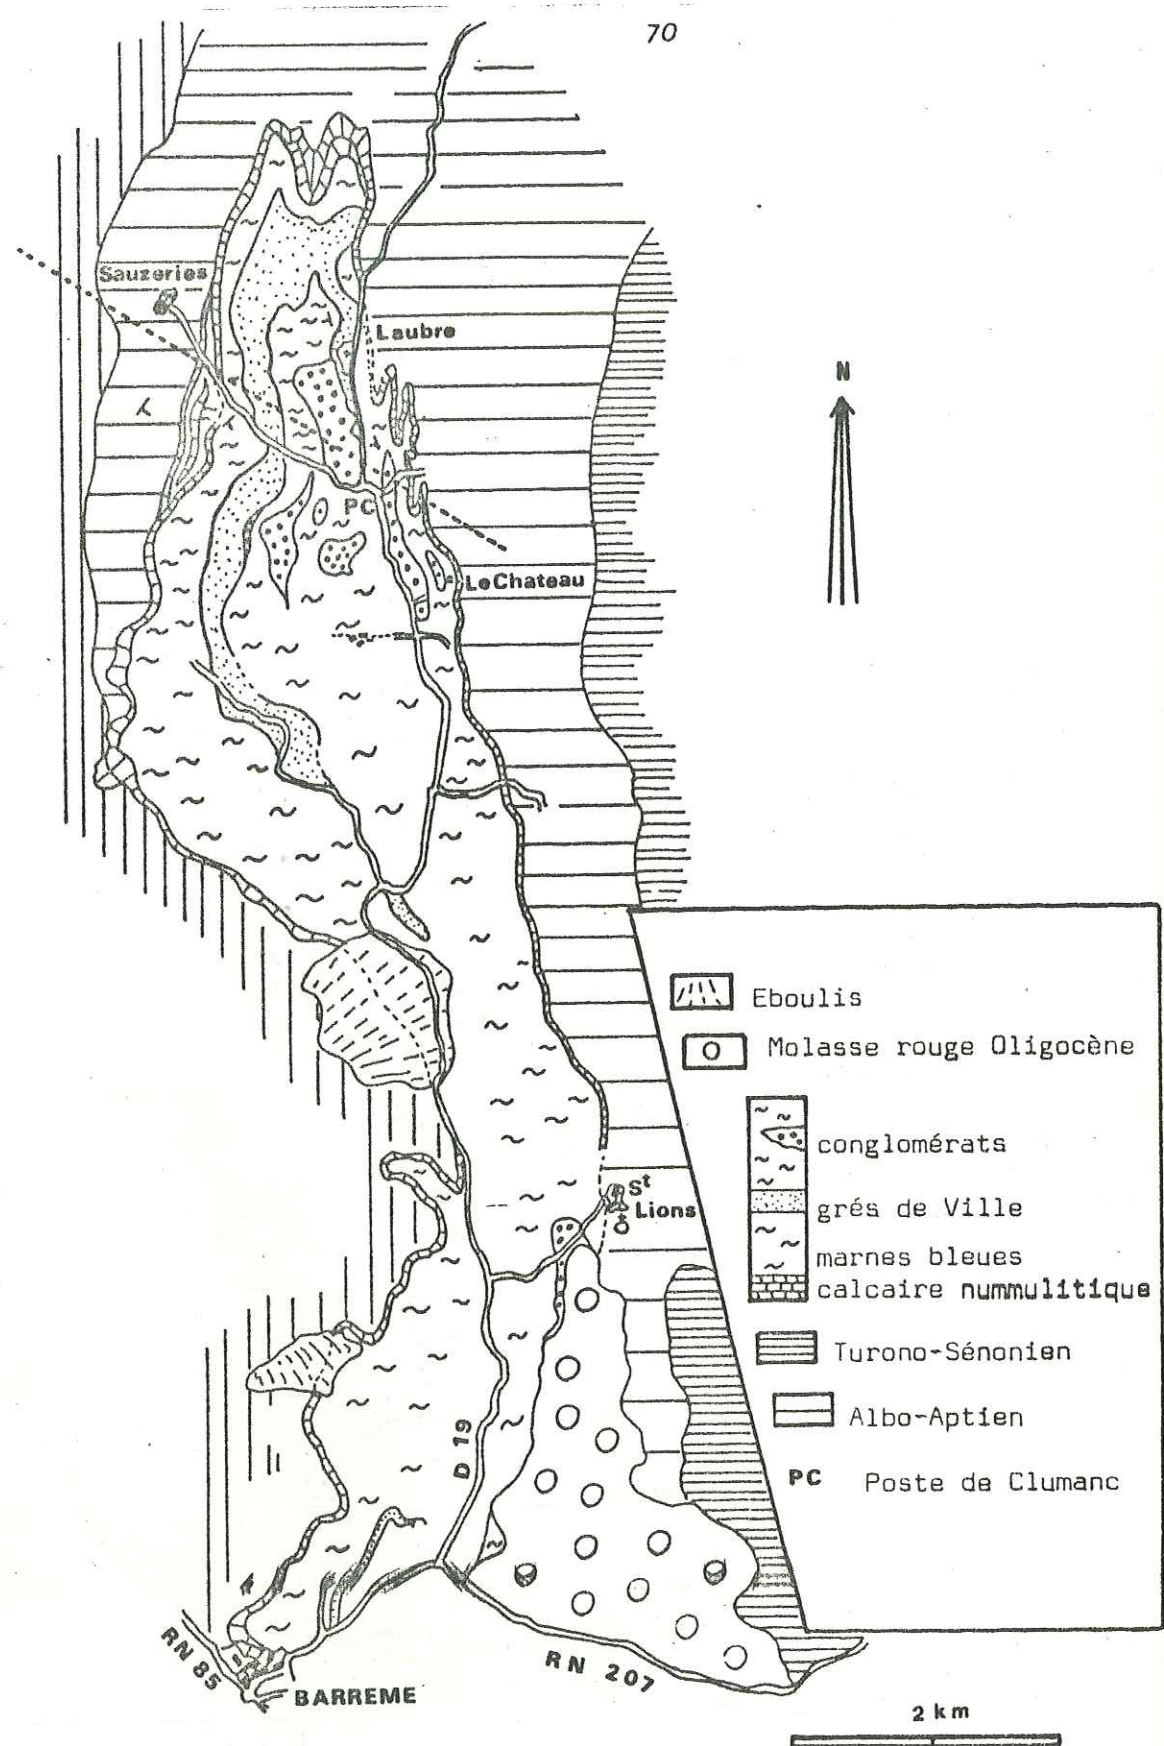 70
Sauzeries
Laubre
N
PC
Le Chateau
Eboulis
Molasse rouge Oligocène
conglomérats
St
Lions
grés de Ville
marnes bleues
calcaire nummulitique
Turono-Sénonien
D 19
Albo-Aptien
PC Poste de Clumanc
RN 85
RN 207
BARREME
2 km